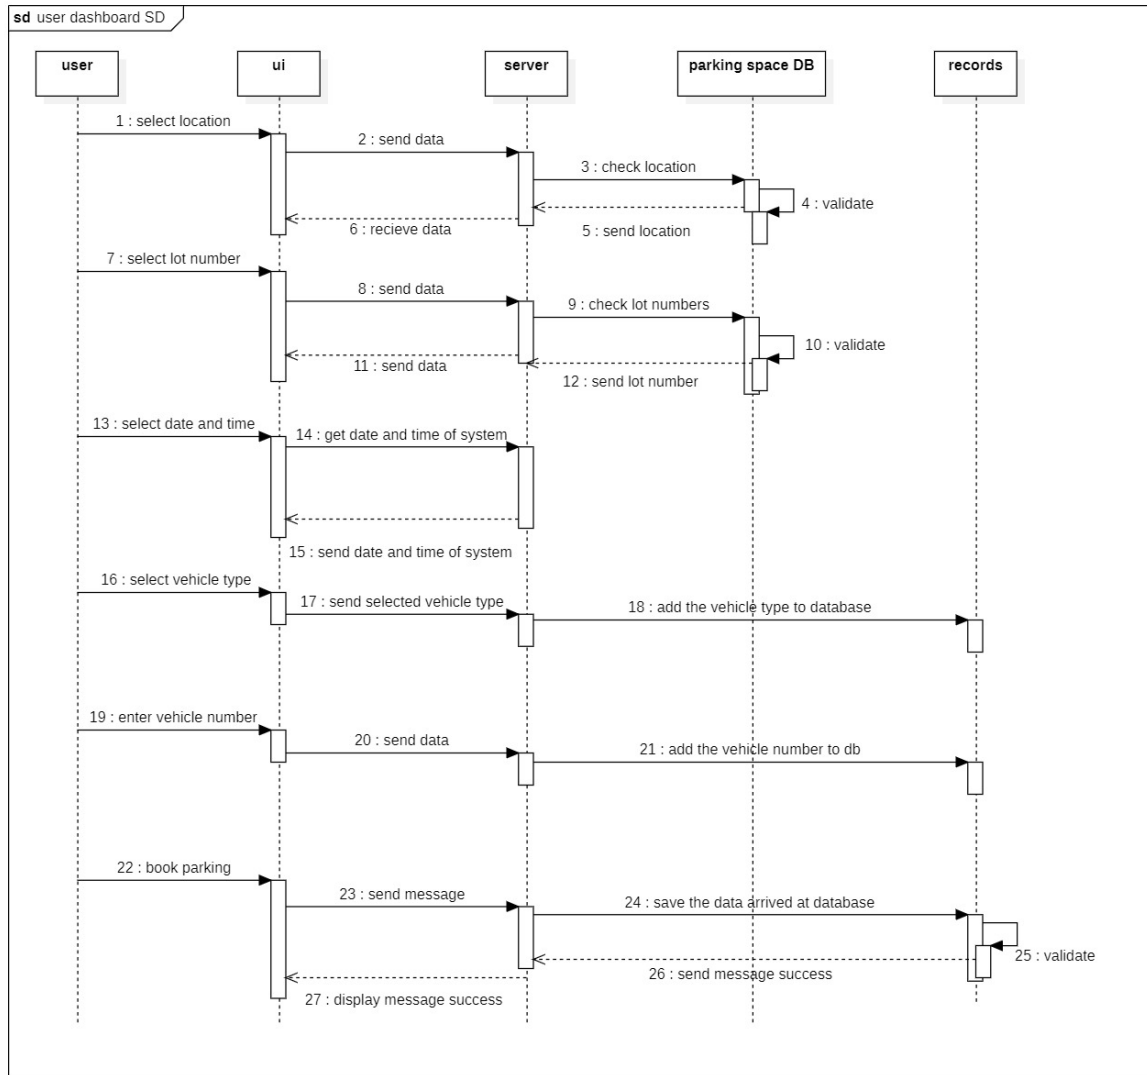 sd user dashboard SD
user
ui
server
parking space DB
records
1 : select location
2 : send data
3 : check location
4 : validate
5 : send location
6 : recieve data
7 : select lot number
8 : send data
9 : check lot numbers
10 : validate
11 : send data
12 : send lot number
13 : select date and time
14 : get date and time of system
15 : send date and time of system
16 : select vehicle type
17 : send selected vehicle type
18 : add the vehicle type to database
19 : enter vehicle number
20 : send data
21 : add the vehicle number to db
22 : book parking
23 : send message
24 : save the data arrived at database
25 : validate
26 : send message success
27 : display message success